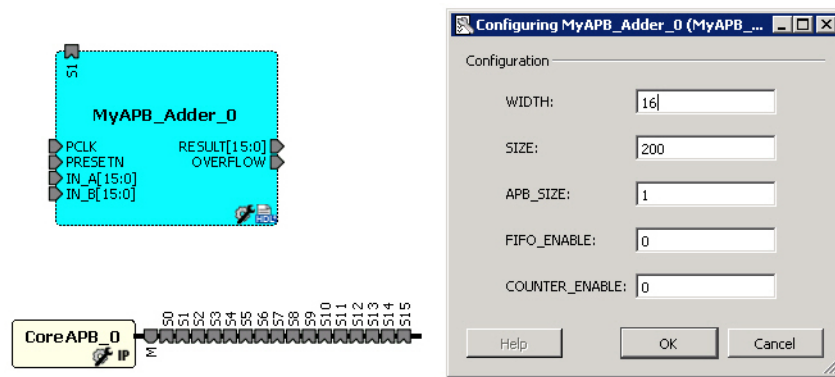 S1
MyAPB_Adder_0
PCLK RESULT[15:0]
PRESETN OVERFLOW
IN_A[15:0]
IN_B[15:0]
HDL
CoreAPB_0
IP
M
S0
S1
S2
S3
S4
S5
S6
S7
S8
S9
S10
S11
S12
S13
S14
S15
Configuring MyAPB_Adder_0 (MyAPB_...
Configuration
WIDTH: 16
SIZE: 200
APB_SIZE: 1
FIFO_ENABLE: 0
COUNTER_ENABLE: 0
Help OK Cancel